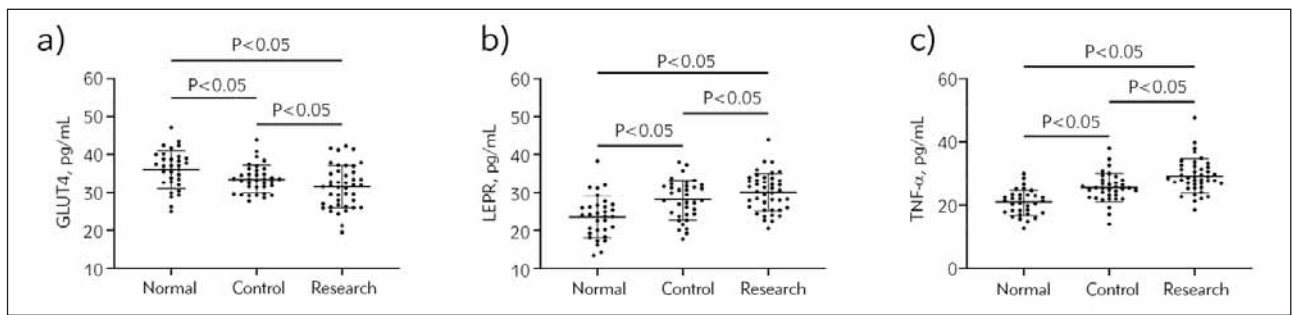 a)
P<0.05
P<0.05
P<0.05
60
50
40
30
20
10
GLUT4, pg/mL
Normal Control Research
b)
P<0.05
P<0.05
P<0.05
60
50
40
30
20
10
LEPR, pg/mL
Normal Control Research
c)
P<0.05
P<0.05
P<0.05
60
40
20
0
TNF-α, pg/mL
Normal Control Research